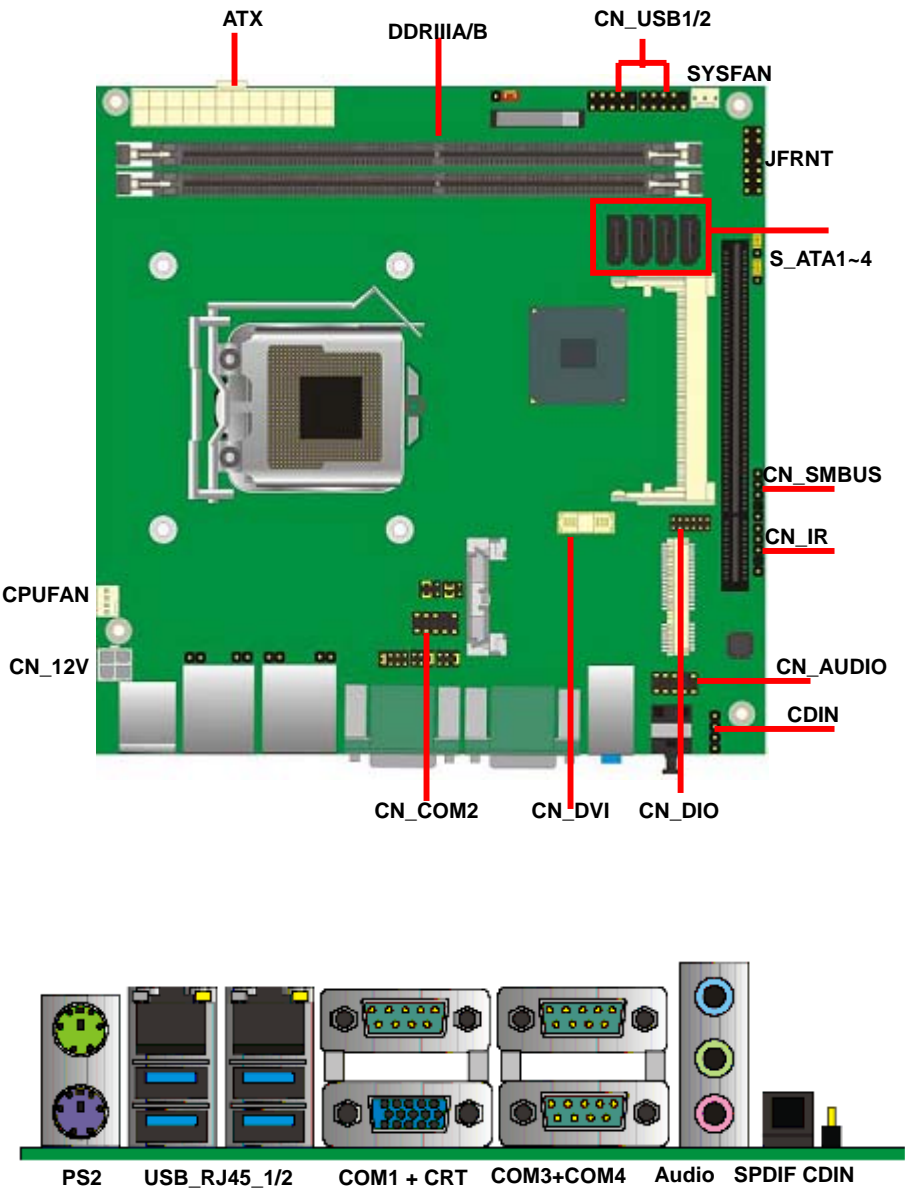 ATX
DDRIIIA/B
CN_USB1/2
SYSFAN
JFRNT
S_ATA1~4
CN_SMBUS
CN_IR
CPUFAN
CN_12V
CN_AUDIO
CDIN
CN_COM2
CN_DVI
CN_DIO
PS2
USB_RJ45_1/2
COM1 + CRT
COM3+COM4
Audio
SPDIF
CDIN